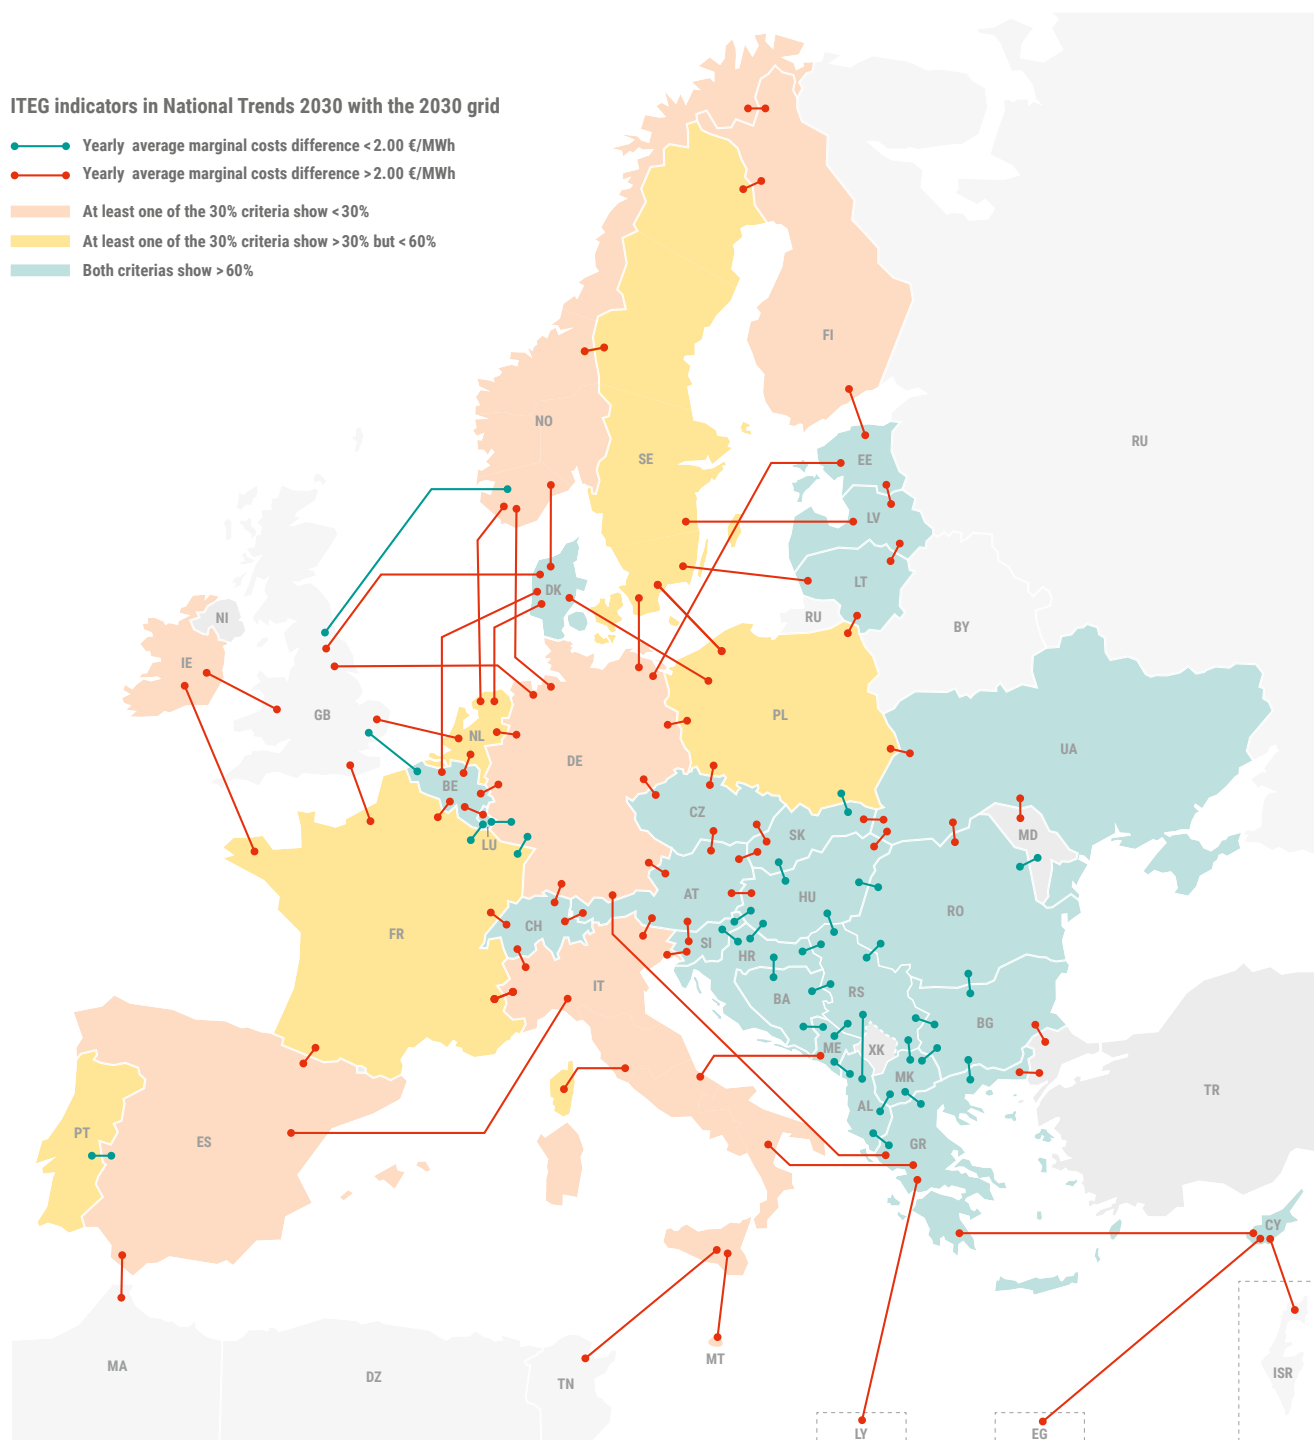 ITEG indicators in National Trends 2030 with the 2030 grid
Yearly average marginal costs difference < 2.00 €/MWh
Yearly average marginal costs difference > 2.00 €/MWh
At least one of the 30% criteria show < 30%
At least one of the 30% criteria show > 30% but < 60%
Both criterias show > 60%
FI
NO
RU
SE
EE
LV
LT
DK
RU
NI
BY
IE
GB
PL
NL
UA
DE
BE
CZ
SK
MD
LU
AT
HU
RO
CH
FR
SI
HR
IT
BA
RS
BG
ME
XK
MK
TR
AL
PT
ES
GR
CY
MT
MA
DZ
TN
ISR
LY
EG